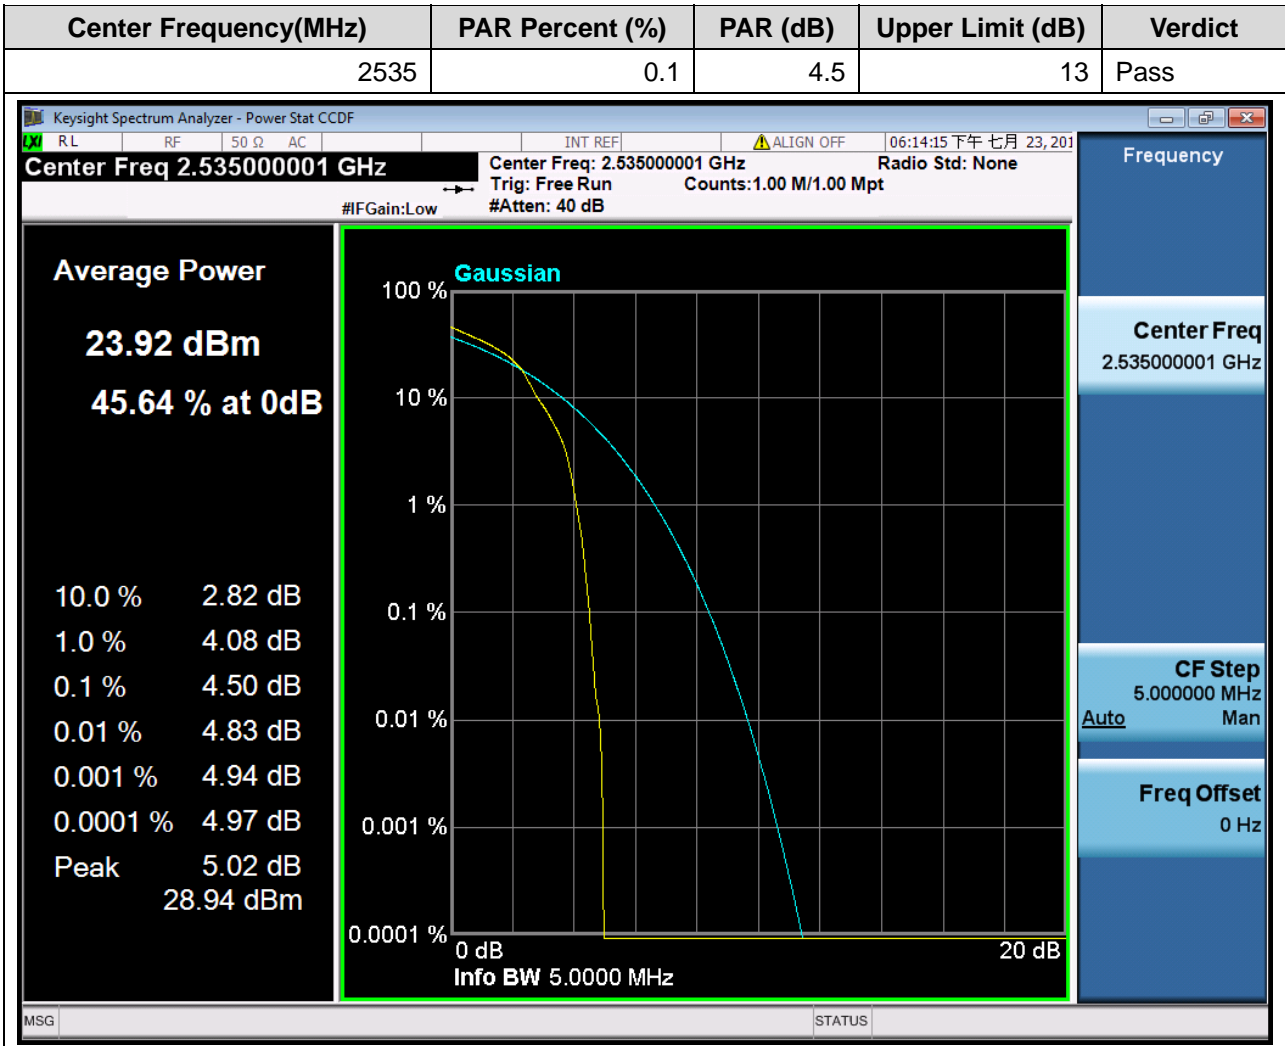 Center Frequency(MHz) PAR Percent (%) PAR (dB) Upper Limit (dB) Verdict
2535 0.1 4.5 13 Pass
Keysight Spectrum Analyzer - Power Stat CCDF
LXI RL RF 50 Ω AC INT REF ALIGN OFF 06:14:15 下午 七月 23, 201
Center Freq 2.535000001 GHz
Center Freq: 2.535000001 GHz Radio Std: None
Trig: Free Run Counts:1.00 M/1.00 Mpt
#IFGain:Low #Atten: 40 dB
Frequency
Average Power
23.92 dBm
45.64 % at 0dB
10.0 % 2.82 dB
1.0 % 4.08 dB
0.1 % 4.50 dB
0.01 % 4.83 dB
0.001 % 4.94 dB
0.0001 % 4.97 dB
Peak 5.02 dB
28.94 dBm
Gaussian
100 %
10 %
1 %
0.1 %
0.01 %
0.001 %
0.0001 %
0 dB 20 dB
Info BW 5.0000 MHz
Center Freq
2.535000001 GHz
CF Step
5.000000 MHz
Auto Man
Freq Offset
0 Hz
MSG STATUS